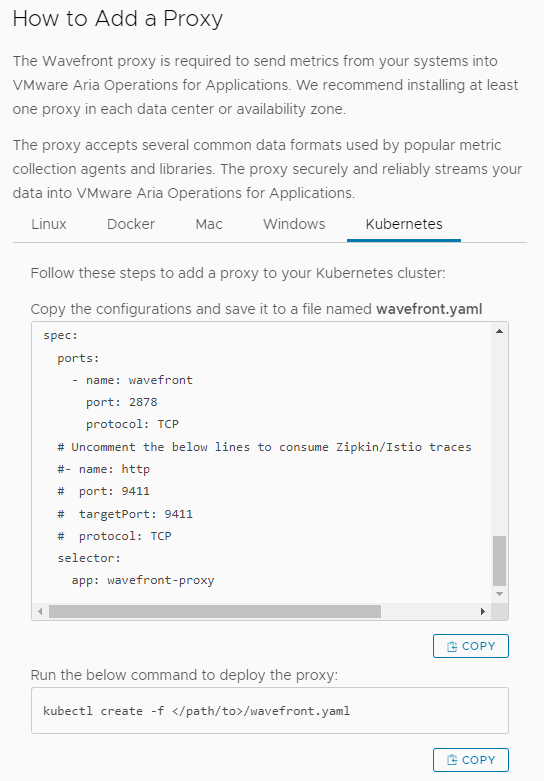 How to Add a Proxy
The Wavefront proxy is required to send metrics from your systems into
VMware Aria Operations for Applications. We recommend installing at least
one proxy in each data center or availability zone.
The proxy accepts several common data formats used by popular metric
collection agents and libraries. The proxy securely and reliably streams your
data into VMware Aria Operations for Applications.
Linux Docker Mac Windows Kubernetes
Follow these steps to add a proxy to your Kubernetes cluster:
Copy the configurations and save it to a file named wavefront.yaml
spec:
  ports:
    - name: wavefront
      port: 2878
      protocol: TCP
  # Uncomment the below lines to consume Zipkin/Istio traces
  #- name: http
  #  port: 9411
  #  targetPort: 9411
  #  protocol: TCP
  selector:
    app: wavefront-proxy
COPY
Run the below command to deploy the proxy:
kubectl create -f </path/to>/wavefront.yaml
COPY